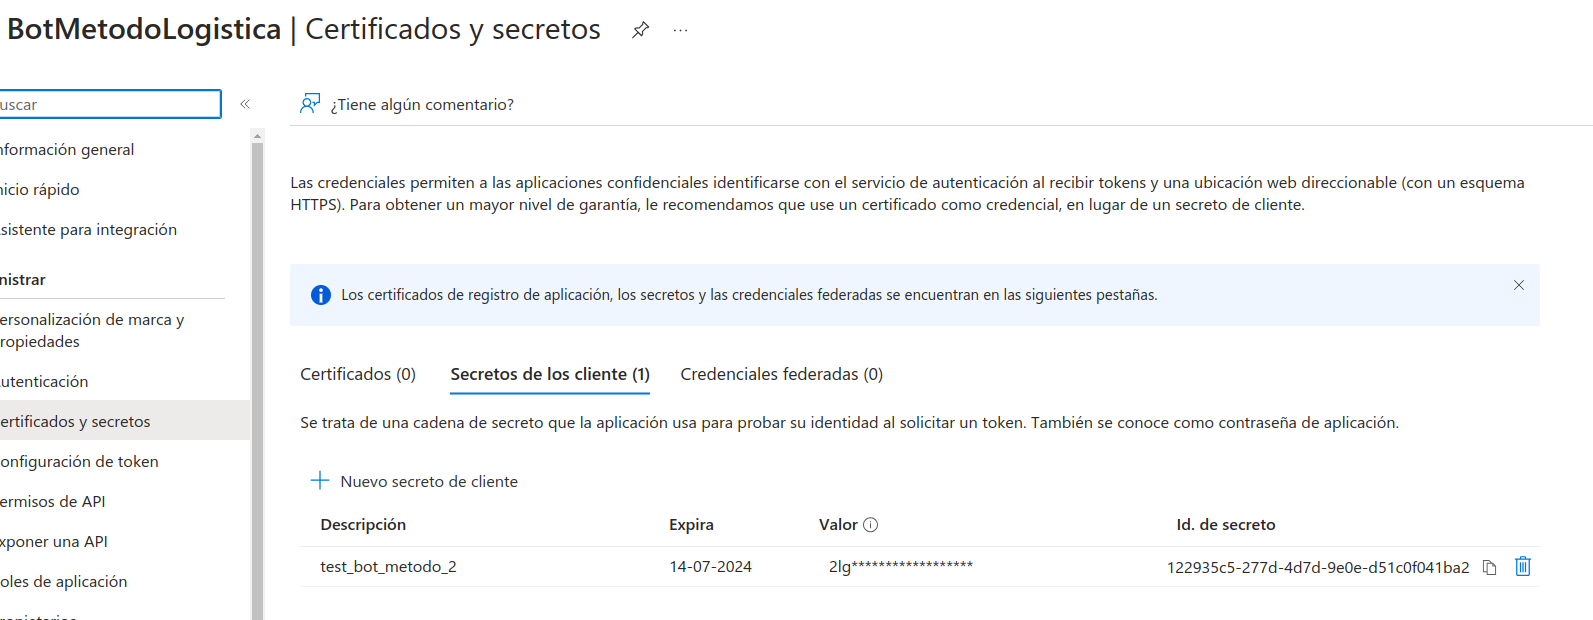 BotMetodoLogistica | Certificados y secretos
uscar
¿Tiene algún comentario?
nformación general
nicio rápido
sistente para integración
nistrar
ersonalización de marca y
ropiedades
utenticación
ertificados y secretos
onfiguración de token
ermisos de API
xponer una API
oles de aplicación
Las credenciales permiten a las aplicaciones confidenciales identificarse con el servicio de autenticación al recibir tokens y una ubicación web direccionable (con un esquema
HTTPS). Para obtener un mayor nivel de garantía, le recomendamos que use un certificado como credencial, en lugar de un secreto de cliente.
Los certificados de registro de aplicación, los secretos y las credenciales federadas se encuentran en las siguientes pestañas.
Certificados (0) Secretos de los cliente (1) Credenciales federadas (0)
Se trata de una cadena de secreto que la aplicación usa para probar su identidad al solicitar un token. También se conoce como contraseña de aplicación.
Nuevo secreto de cliente
Descripción Expira Valor Id. de secreto
test_bot_metodo_2 14-07-2024 2lg****************** 122935c5-277d-4d7d-9e0e-d51c0f041ba2